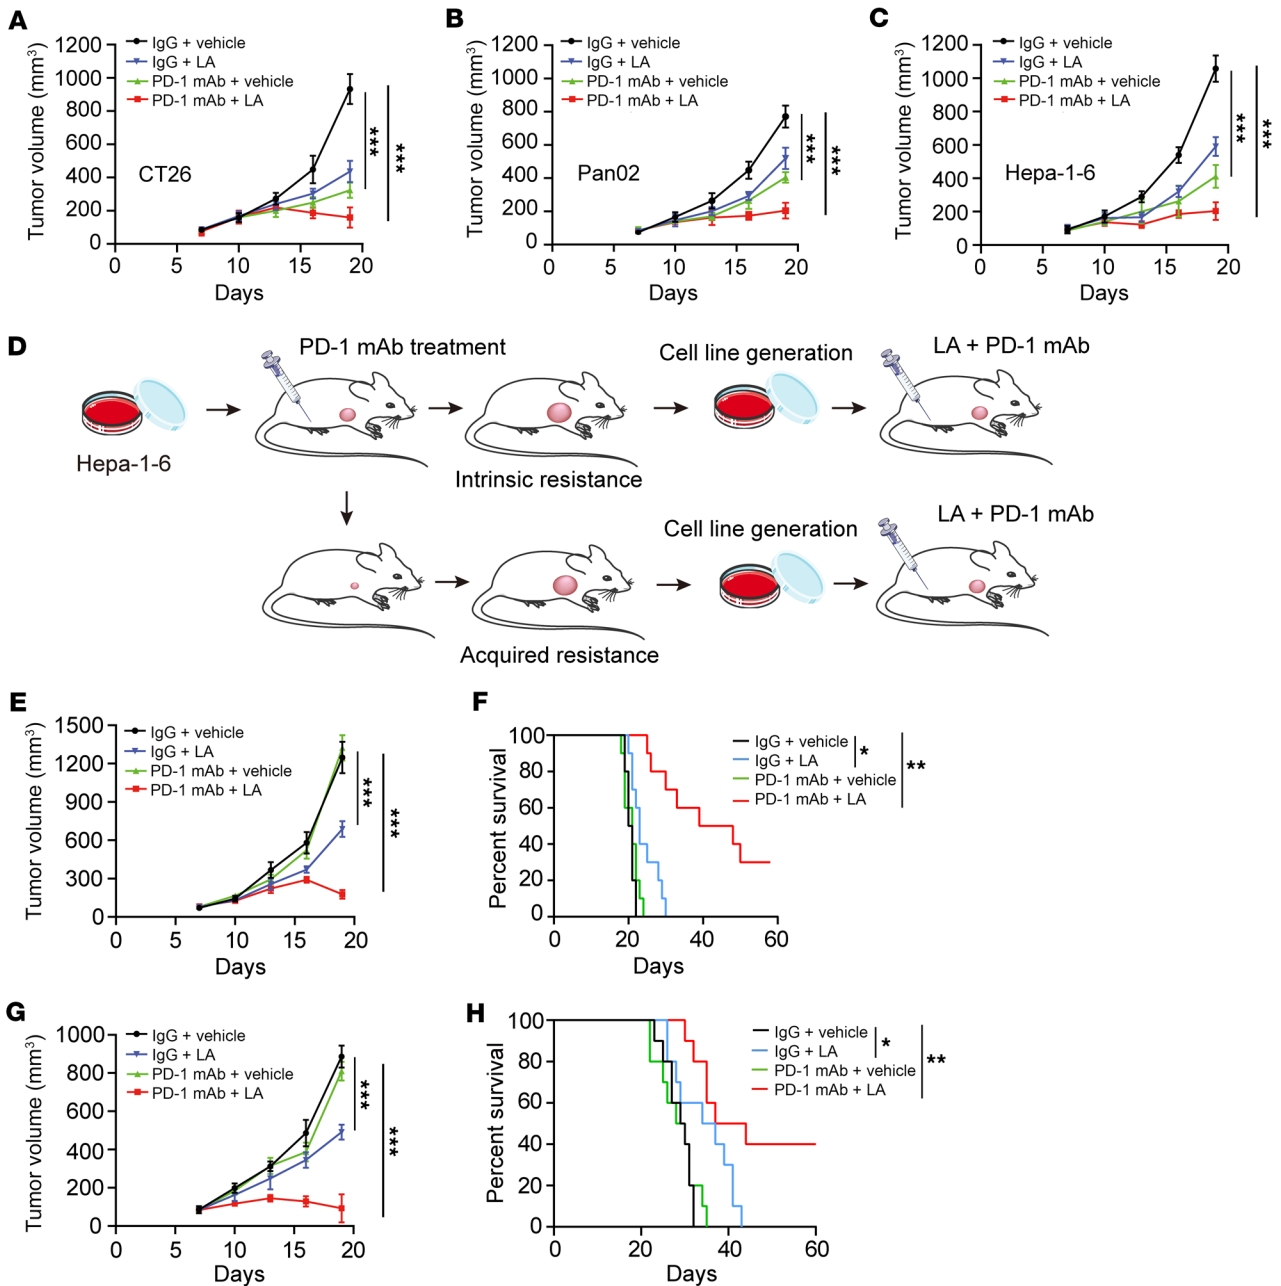 A
Tumor volume (mm³)
1200
1000
800
600
400
200
0
0 5 10 15 20
Days
IgG + vehicle
IgG + LA
PD-1 mAb + vehicle
PD-1 mAb + LA
CT26
***
***
B
Tumor volume (mm³)
1200
1000
800
600
400
200
0
0 5 10 15 20
Days
IgG + vehicle
IgG + LA
PD-1 mAb + vehicle
PD-1 mAb + LA
Pan02
***
***
C
Tumor volume (mm³)
1200
1000
800
600
400
200
0
0 5 10 15 20
Days
IgG + vehicle
IgG + LA
PD-1 mAb + vehicle
PD-1 mAb + LA
Hepa-1-6
***
***
D
Hepa-1-6
PD-1 mAb treatment
Intrinsic resistance
Cell line generation
LA + PD-1 mAb
Acquired resistance
Cell line generation
LA + PD-1 mAb
E
Tumor volume (mm³)
1500
1200
900
600
300
0
0 5 10 15 20
Days
IgG + vehicle
IgG + LA
PD-1 mAb + vehicle
PD-1 mAb + LA
***
***
F
Percent survival
100
80
60
40
20
0
0 20 40 60
Days
IgG + vehicle
IgG + LA
PD-1 mAb + vehicle
PD-1 mAb + LA
*
**
G
Tumor volume (mm³)
1000
800
600
400
200
0
0 5 10 15 20
Days
IgG + vehicle
IgG + LA
PD-1 mAb + vehicle
PD-1 mAb + LA
***
***
H
Percent survival
100
80
60
40
20
0
0 20 40 60
Days
IgG + vehicle
IgG + LA
PD-1 mAb + vehicle
PD-1 mAb + LA
*
**